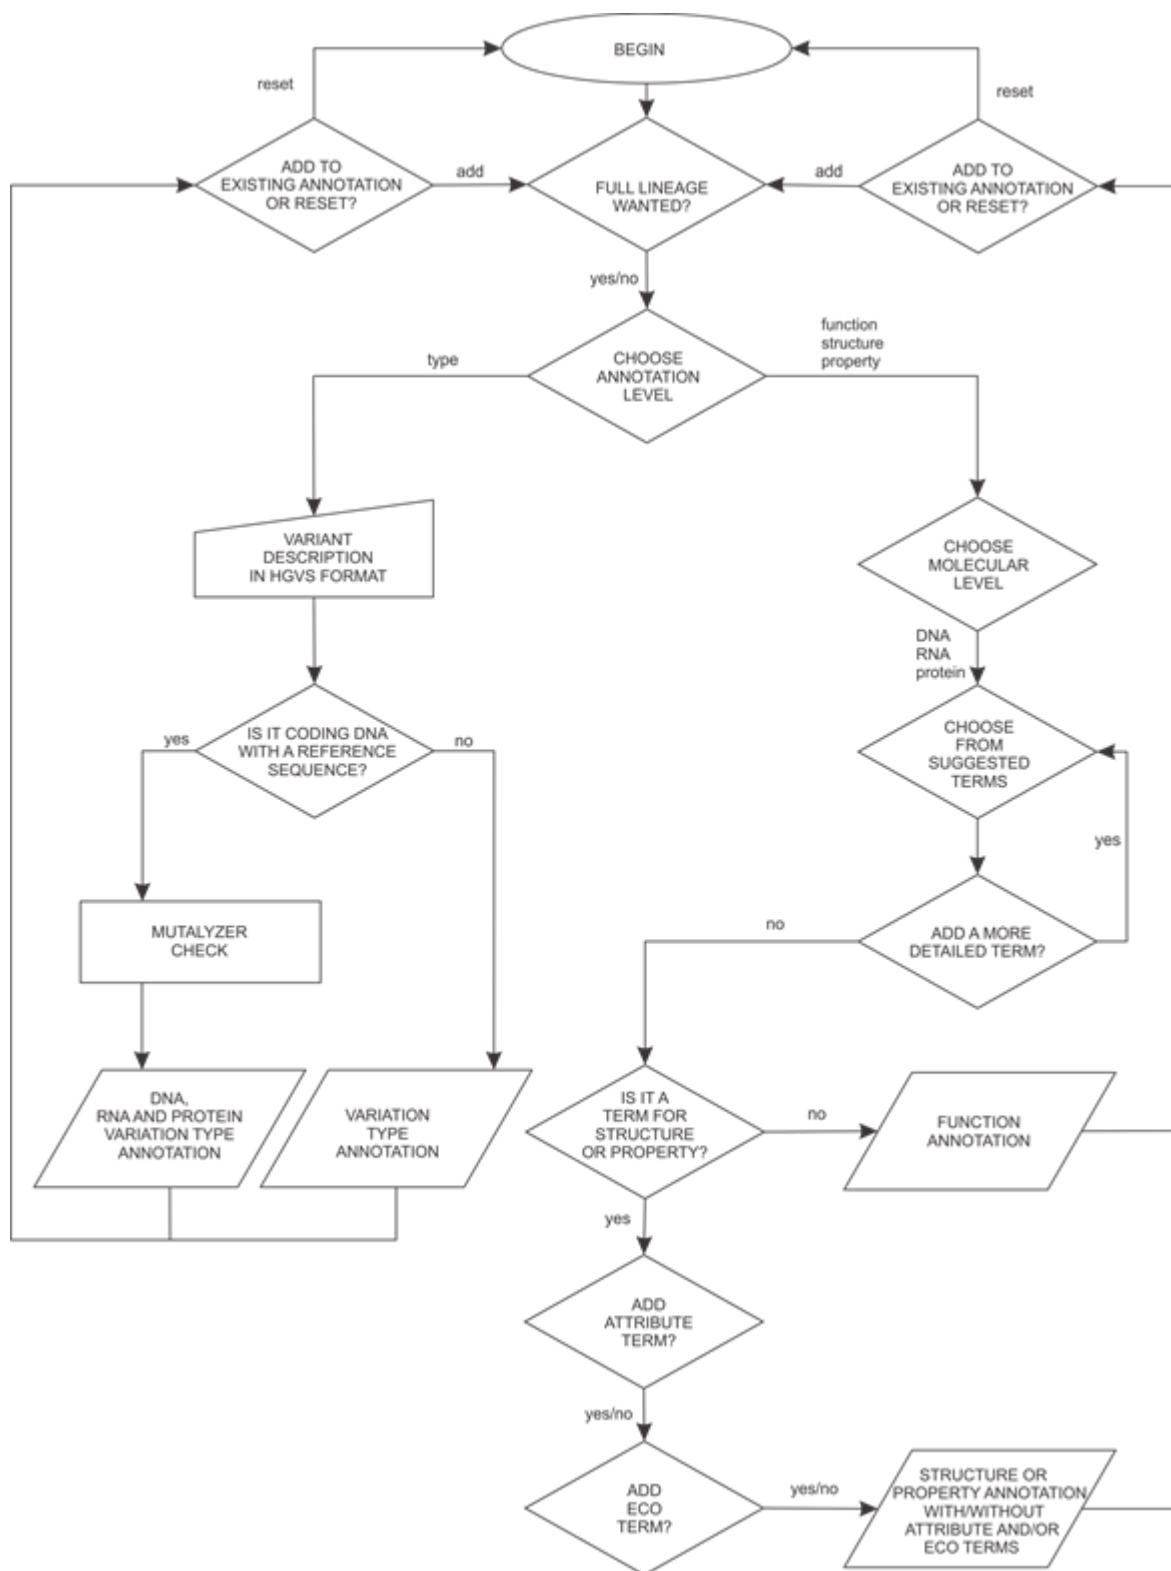 BEGIN
reset
reset
ADD TO
EXISTING ANNOTATION
OR RESET?
add
FULL LINEAGE
WANTED?
add
ADD TO
EXISTING ANNOTATION
OR RESET?
yes/no
type
CHOOSE
ANNOTATION
LEVEL
function
structure
property
VARIANT
DESCRIPTION
IN HGVS FORMAT
CHOOSE
MOLECULAR
LEVEL
DNA
RNA
protein
yes
IS IT CODING DNA
WITH A REFERENCE
SEQUENCE?
no
CHOOSE
FROM
SUGGESTED
TERMS
yes
MUTALYZER
CHECK
no
ADD A MORE
DETAILED TERM?
DNA,
RNA AND PROTEIN
VARIATION TYPE
ANNOTATION
VARIATION
TYPE
ANNOTATION
IS IT A
TERM FOR
STRUCTURE
OR PROPERTY?
no
FUNCTION
ANNOTATION
yes
ADD
ATTRIBUTE
TERM?
yes/no
ADD
ECO
TERM?
yes/no
STRUCTURE OR
PROPERTY ANNOTATION
WITH/WITHOUT
ATTRIBUTE AND/OR
ECO TERMS